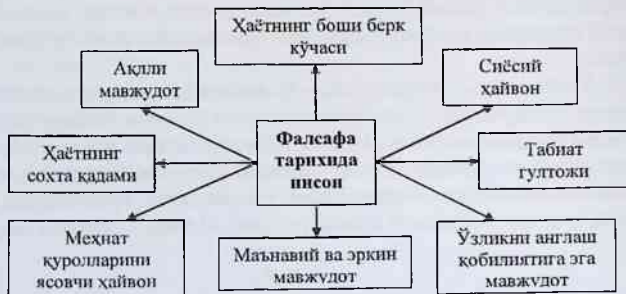 Ҳаётнинг боши берк
кўчаси
Ақлли
мавжудот
Сиёсий
ҳайвон
Фалсафа
тарихида
инсон
Ҳаётнинг
сохта қадами
Табиат
гултожи
Меҳнат
қуролларини
ясовчи ҳайвон
Маънавий ва эркин
мавжудот
Ўзликни англаш
қобилиятига эга
мавжудот